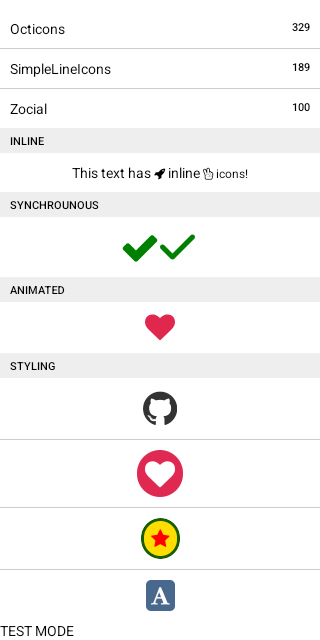 Octicons 329
SimpleLineIcons 189
Zocial 100
INLINE
This text has inline icons!
SYNCHROUNOUS
ANIMATED
STYLING
A
TEST MODE